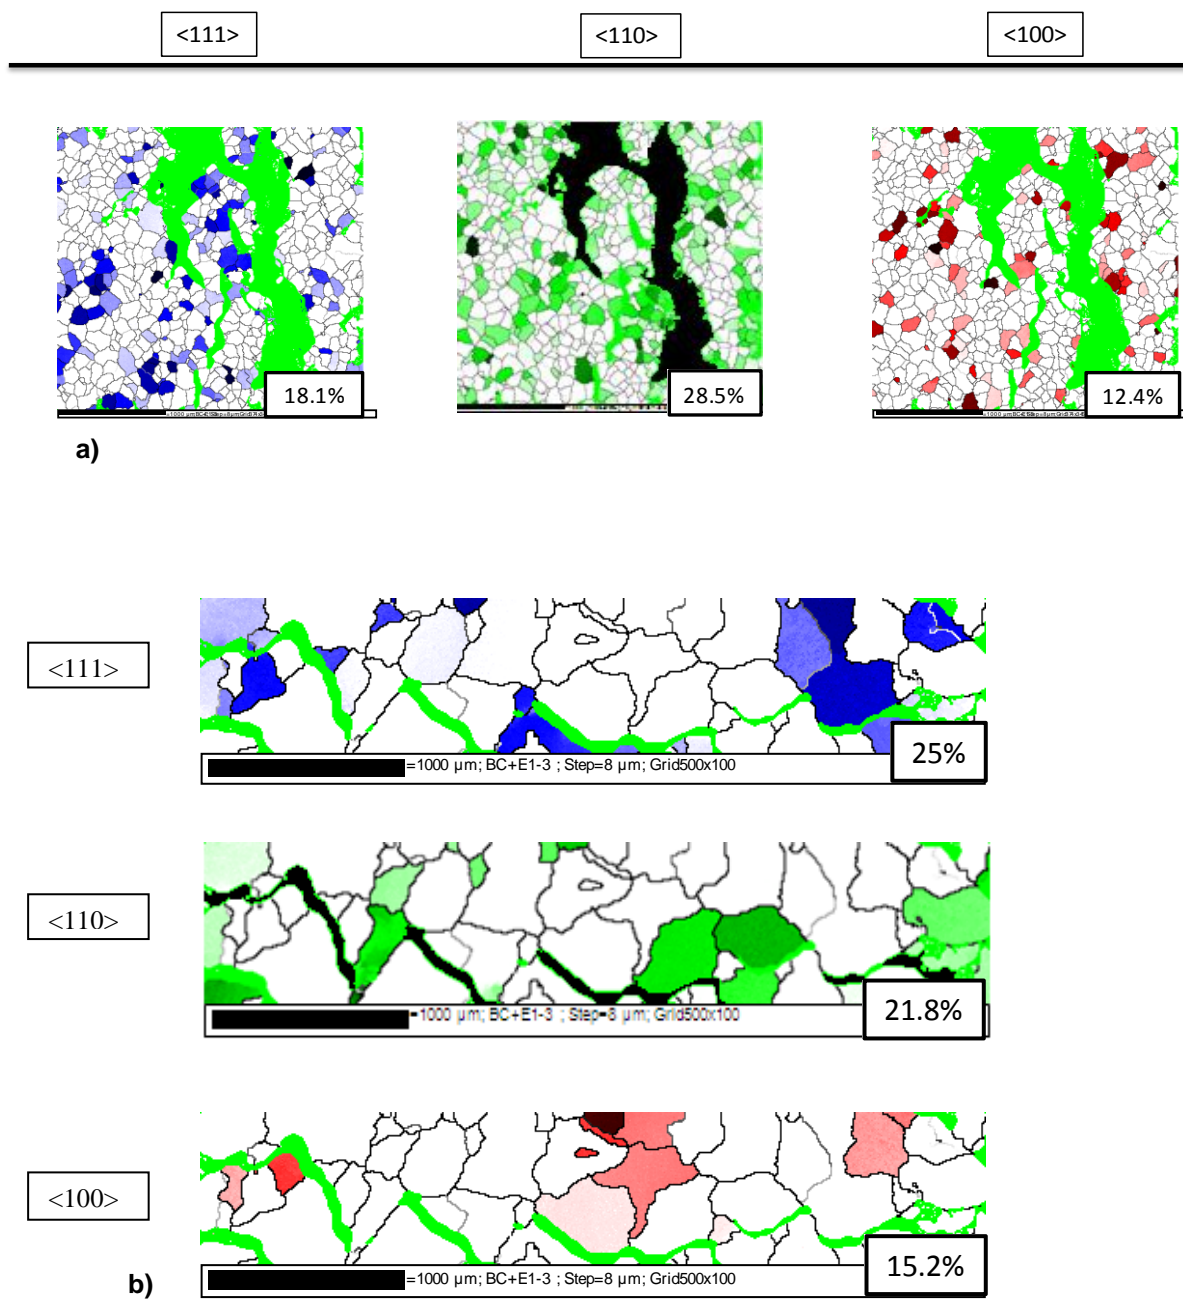 <111>
<110>
<100>
18.1%
28.5%
12.4%
a)
<111>
=1000 µm; BC+E1-3 ; Step=8 µm; Grid500x100
25%
<110>
=1000 µm; BC+E1-3 ; Step=8 µm; Grid500x100
21.8%
<100>
=1000 µm; BC+E1-3 ; Step=8 µm; Grid500x100
15.2%
b)